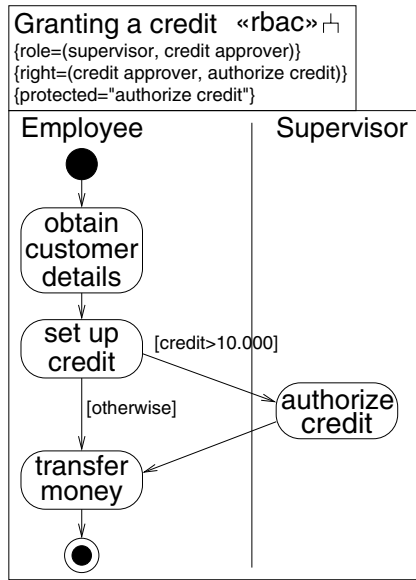 Granting a credit «rbac»
{role=(supervisor, credit approver)}
{right=(credit approver, authorize credit)}
{protected="authorize credit"}
Employee
Supervisor
obtain
customer
details
set up
credit
[credit>10.000]
[otherwise]
authorize
credit
transfer
money